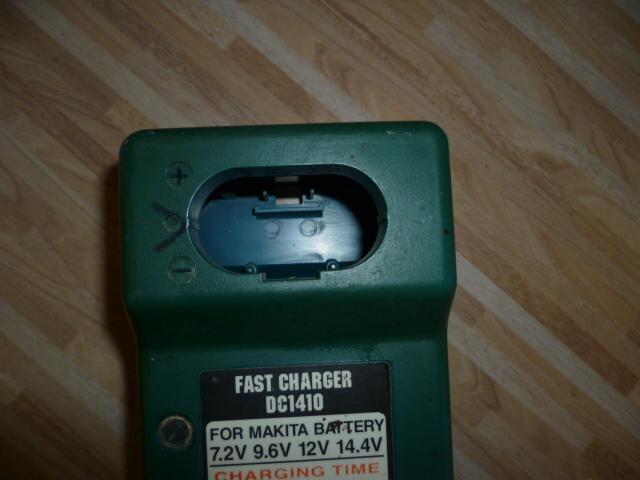 +
-
FAST CHARGER
DC1410
FOR MAKITA BATTERY
7.2V 9.6V 12V 14.4V
CHARGING TIME